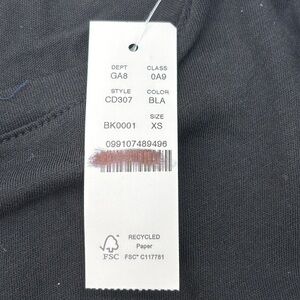 DEPT CLASS
GA8 0A9
STYLE COLOR
CD307 BLA
SIZE
BK0001 XS
099107489496
RECYCLED
Paper
FSC
FSC® C117781